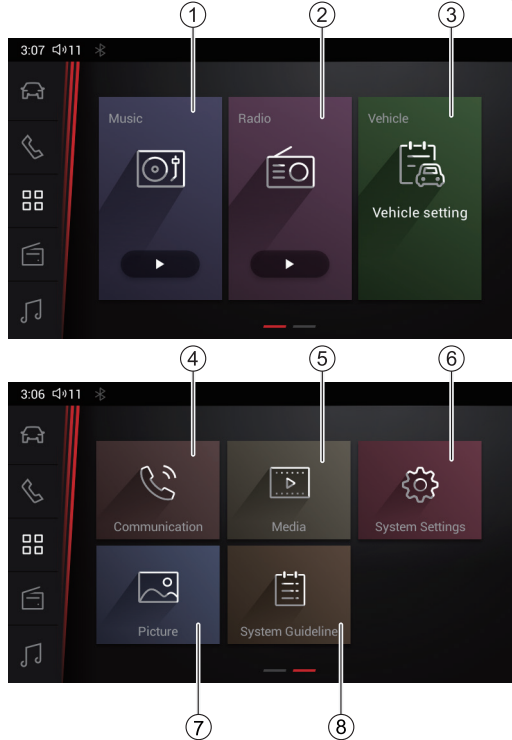 1 2 3
3:07 11
Music Radio Vehicle
Vehicle setting
4 5 6
3:06 11
Communication Media System Settings
Picture System Guideline
7 8